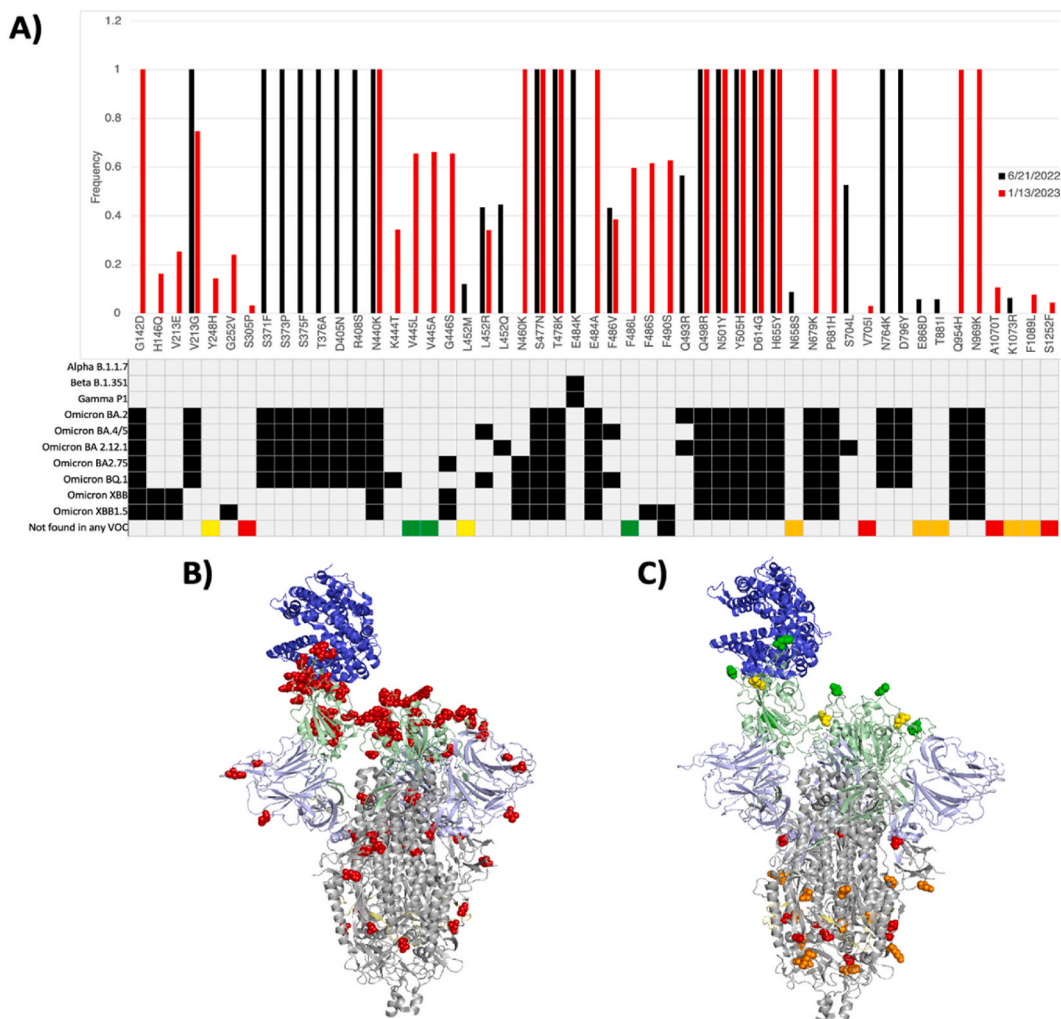 A)
1.2
1
0.8
0.6
0.4
0.2
0
Frequency
6/21/2022
1/13/2023
G142D
H146Q
V213E
V213G
Y248H
G252V
S305P
S371F
S373P
S375F
T376A
D405N
R408S
N440K
K444T
V445L
V445A
G446S
L452M
L452R
L452Q
N460K
S477N
T478K
E484K
E484A
F486V
F486L
F486S
F490S
Q493R
Q498R
N501Y
Y505H
D614G
H655Y
N658S
N679K
P681H
S704L
V705I
N764K
D796Y
E868D
T881I
Q954H
N969K
A1070T
K1073R
F1089L
S1252F
Alpha B.1.1.7
Beta B.1.351
Gamma P1
Omicron BA.2
Omicron BA.4/5
Omicron BA 2.12.1
Omicron BA2.75
Omicron BQ.1
Omicron XBB
Omicron XBB1.5
Not found in any VOC
B)
C)